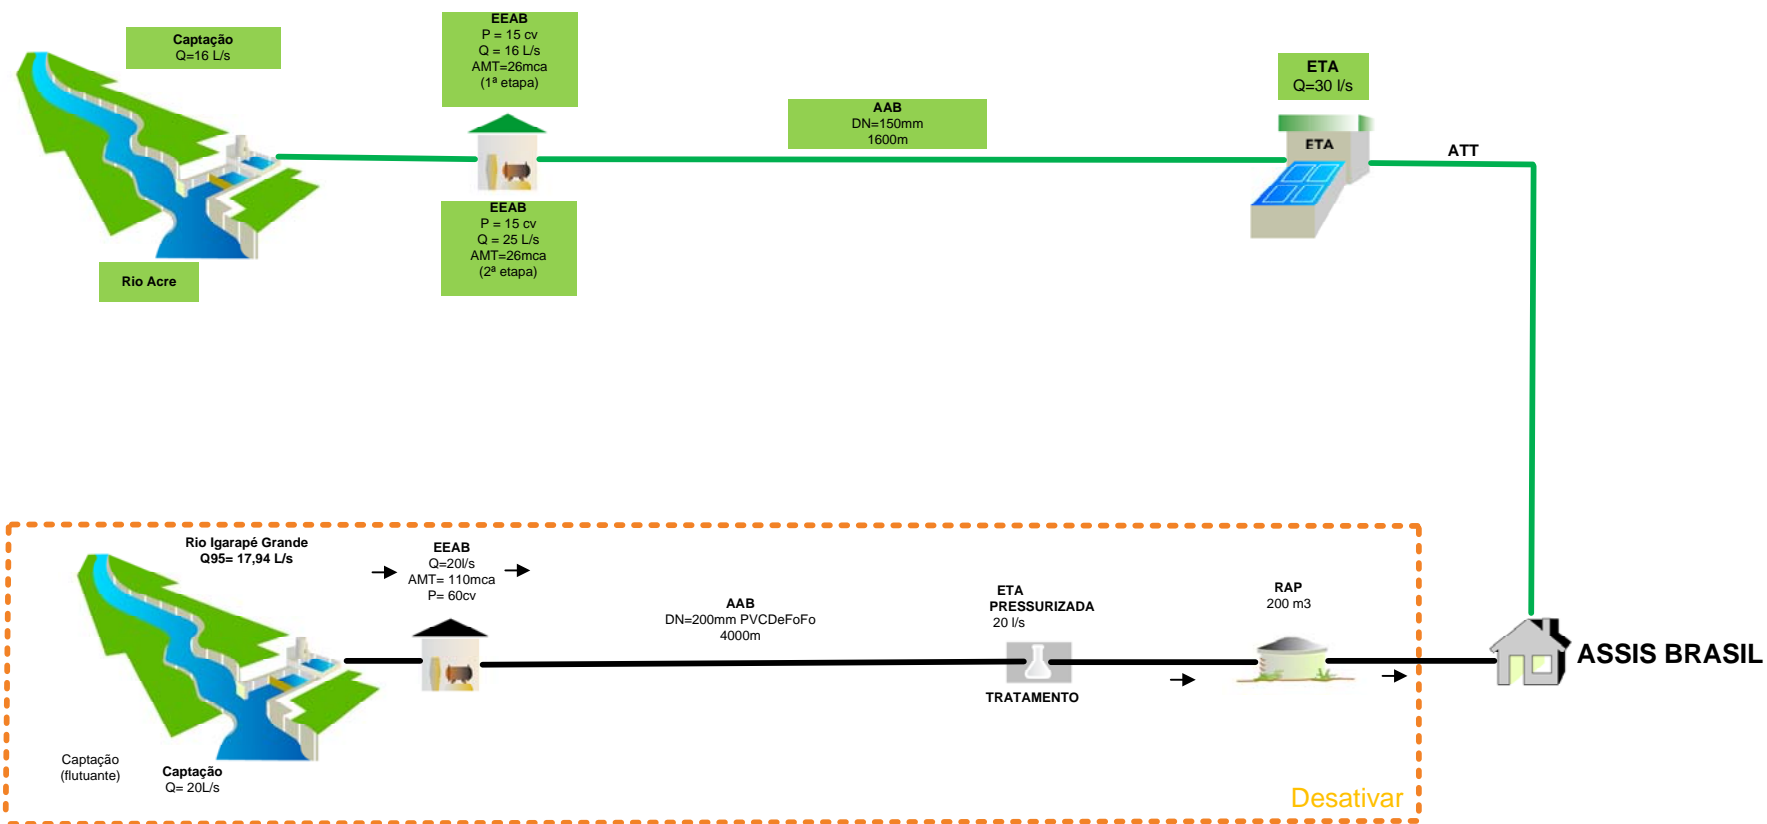 Captação
Q=16 L/s
EEAB
P = 15 cv
Q = 16 L/s
AMT=26mca
(1ª etapa)
AAB
DN=150mm
1600m
ETA
Q=30 l/s
ETA
ATT
EEAB
P = 15 cv
Q = 25 L/s
AMT=26mca
(2ª etapa)
Rio Acre
Rio Igarapé Grande
Q95= 17,94 L/s
EEAB
Q=20l/s
AMT= 110mca
P= 60cv
AAB
DN=200mm PVCDeFoFo
4000m
ETA
PRESSURIZADA
20 l/s
TRATAMENTO
RAP
200 m3
ASSIS BRASIL
Captação
(flutuante)
Captação
Q= 20L/s
Desativar